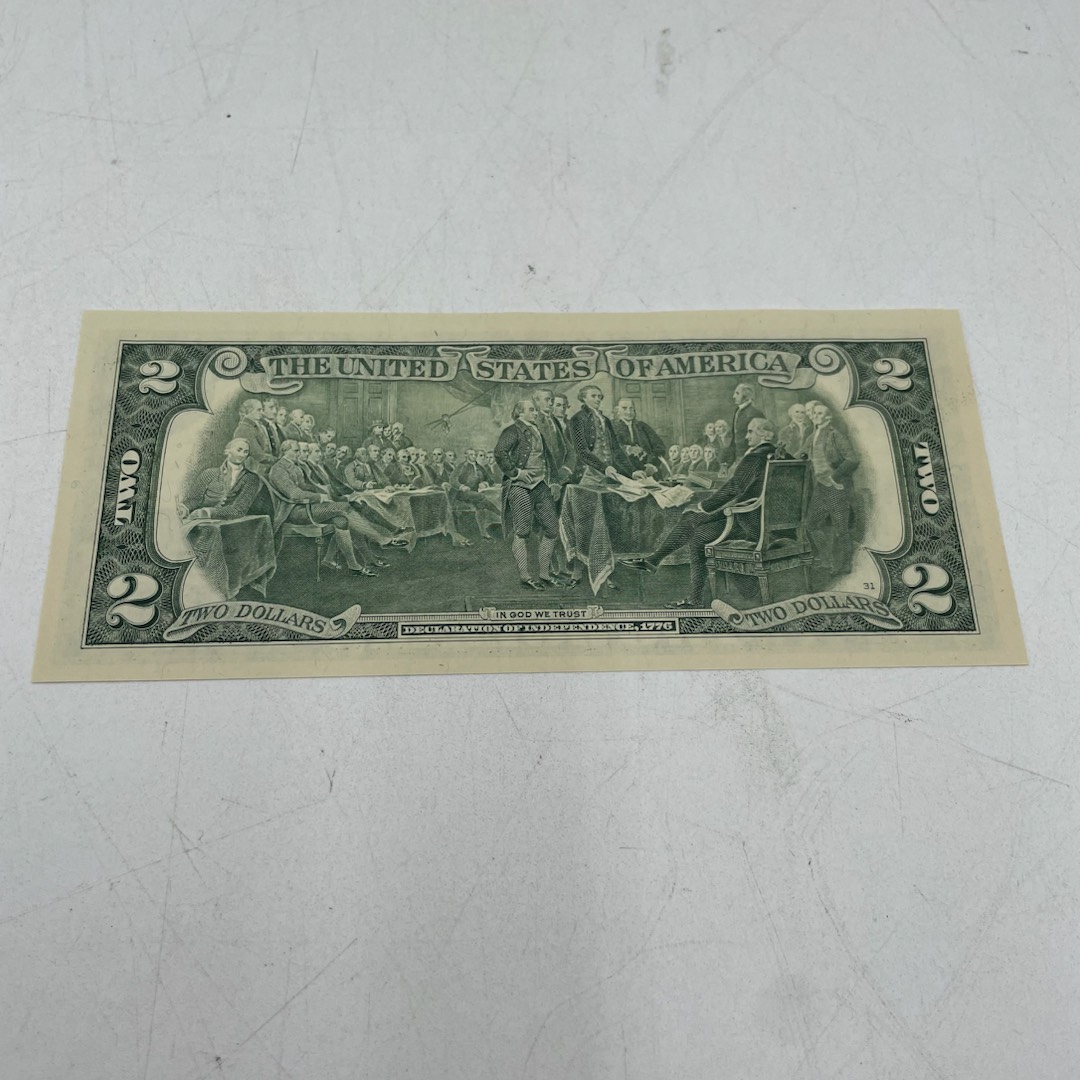 THE UNITED STATES OF AMERICA
2
2
TWO
TWO
2
2
31
TWO DOLLARS
IN GOD WE TRUST
TWO DOLLARS
DECLARATION OF INDEPENDENCE, 1776